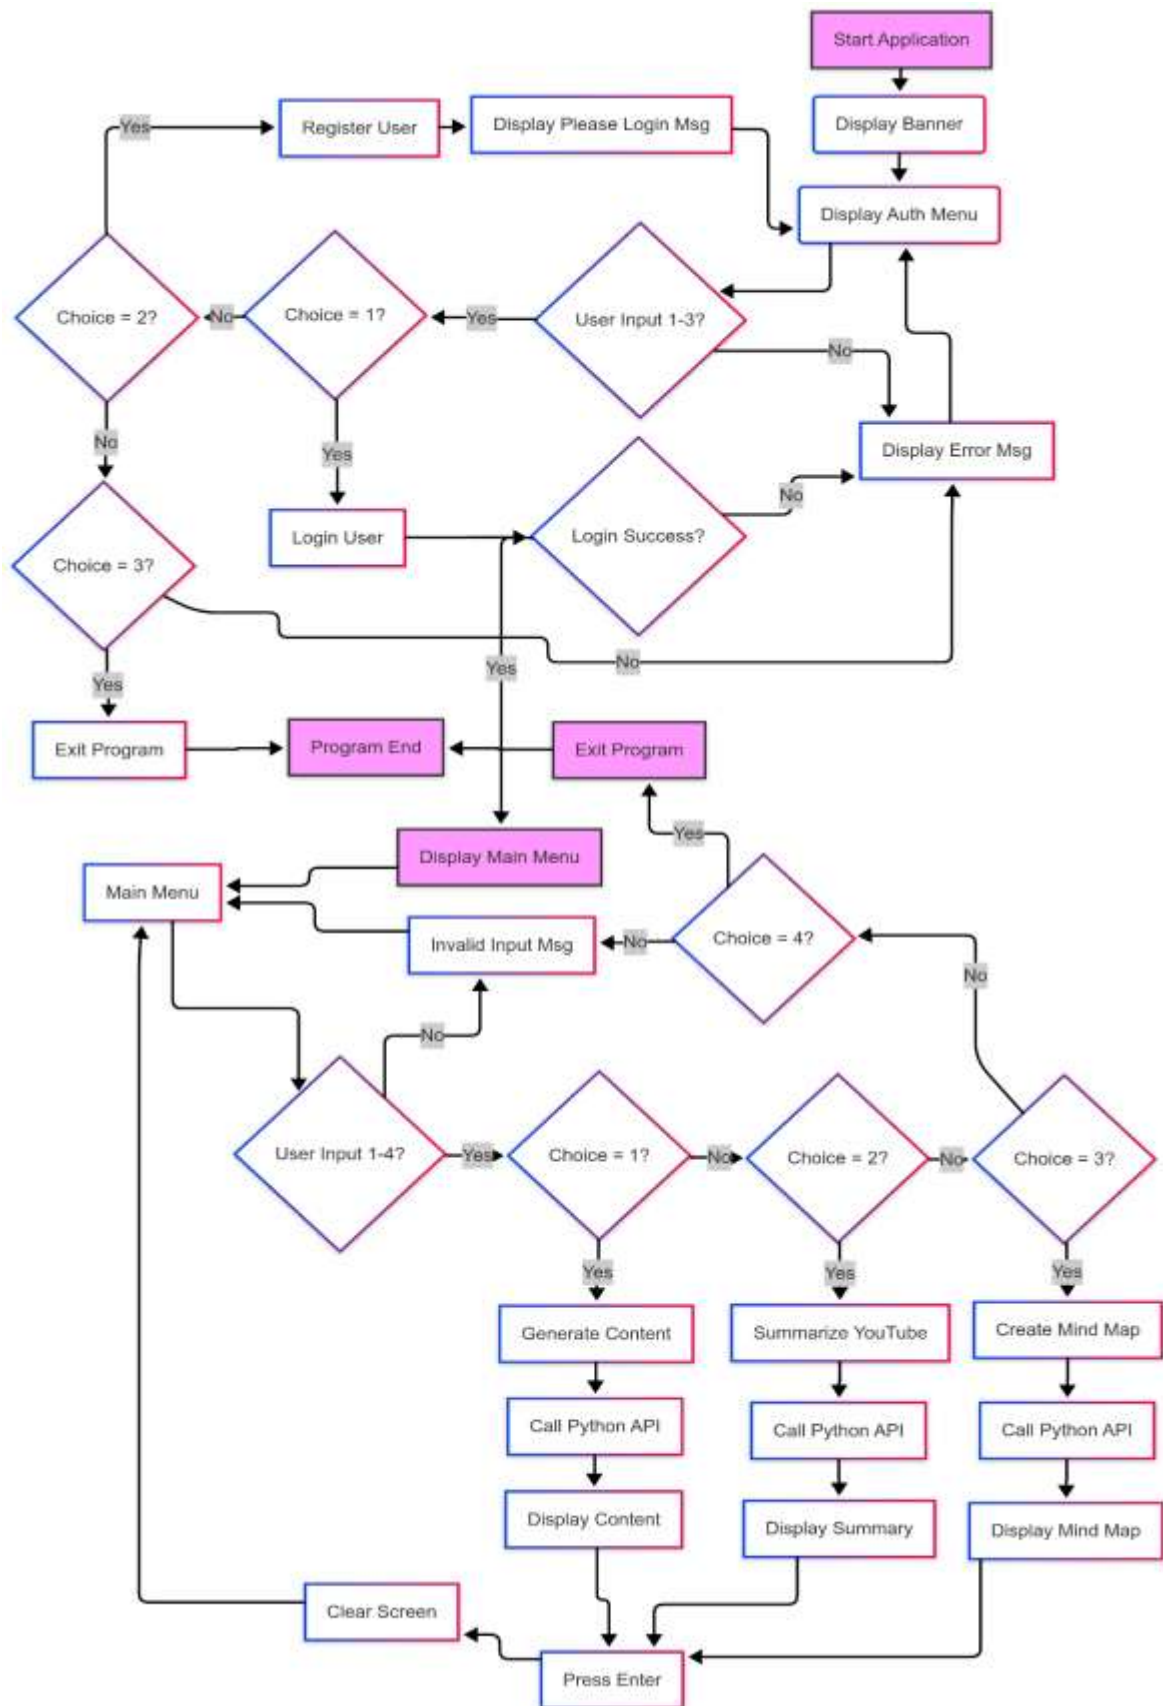 Start Application
Display Banner
Yes
Register User
Display Please Login Msg
Display Auth Menu
Choice = 2?
No
Choice = 1?
Yes
User Input 1-3?
No
No
Yes
Display Error Msg
No
Login User
Login Success?
Choice = 3?
Yes
No
Yes
Exit Program
Program End
Exit Program
Yes
Display Main Menu
Main Menu
Invalid Input Msg
No
Choice = 4?
No
No
User Input 1-4?
Yes
Choice = 1?
No
Choice = 2?
No
Choice = 3?
Yes
Yes
Yes
Generate Content
Summarize YouTube
Create Mind Map
Call Python API
Call Python API
Call Python API
Display Content
Display Summary
Display Mind Map
Clear Screen
Press Enter